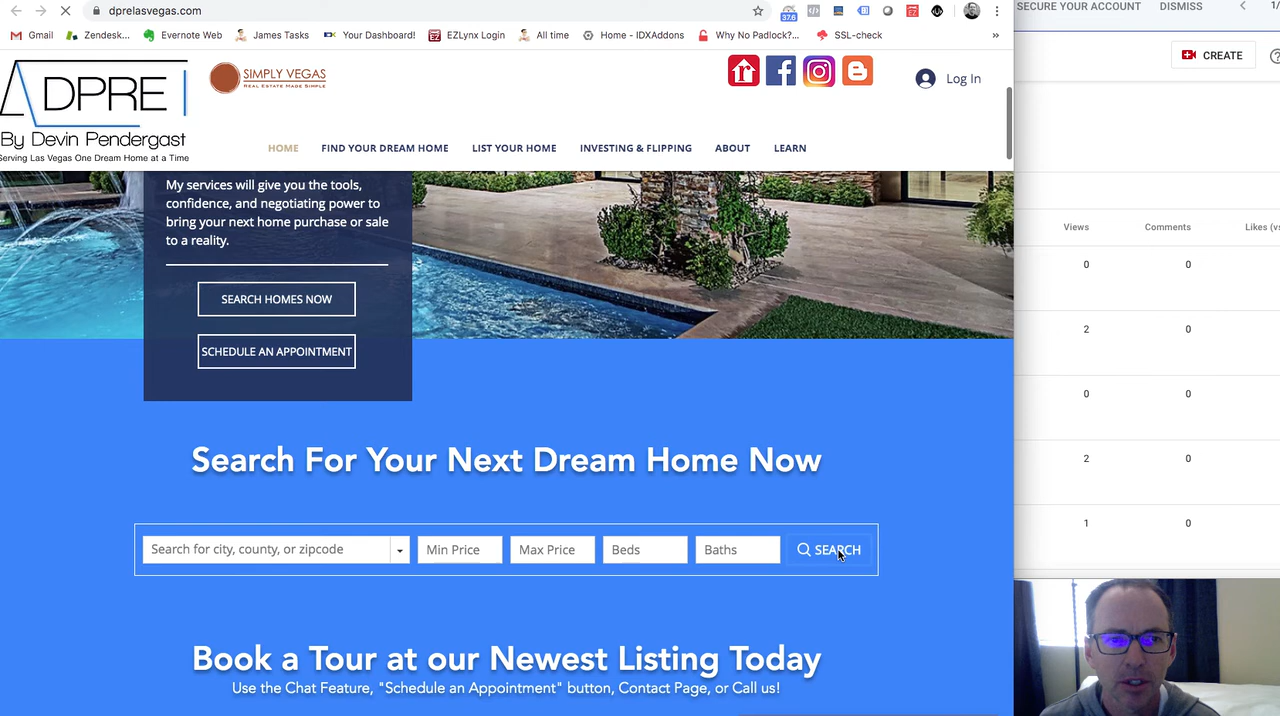 dprelasvegas.com
37.6
SECURE YOUR ACCOUNT DISMISS
Gmail Zendesk... Evernote Web James Tasks Your Dashboard! EZLynx Login All time Home - IDXAddons Why No Padlock?... SSL-check »
CREATE
DPRE
By Devin Pendergast
Serving Las Vegas One Dream Home at a Time
SIMPLY VEGAS
REAL ESTATE MADE SIMPLE
Log In
HOME FIND YOUR DREAM HOME LIST YOUR HOME INVESTING & FLIPPING ABOUT LEARN
My services will give you the tools,
confidence, and negotiating power to
bring your next home purchase or sale
to a reality.
SEARCH HOMES NOW
SCHEDULE AN APPOINTMENT
Search For Your Next Dream Home Now
Search for city, county, or zipcode Min Price Max Price Beds Baths SEARCH
Book a Tour at our Newest Listing Today
Use the Chat Feature, "Schedule an Appointment" button, Contact Page, or Call us!
Views Comments Likes (vs
0 0
2 0
0 0
2 0
1 0